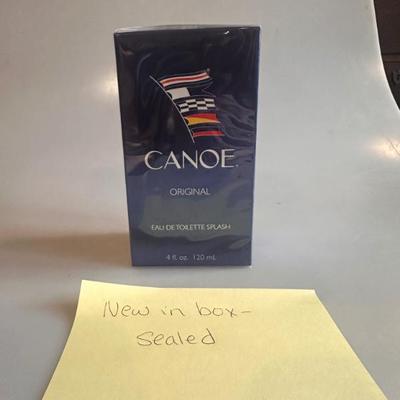 CANOE.
ORIGINAL
EAU DE TOILETTE SPLASH
4 fl. oz. 120 mL
New in box-
sealed